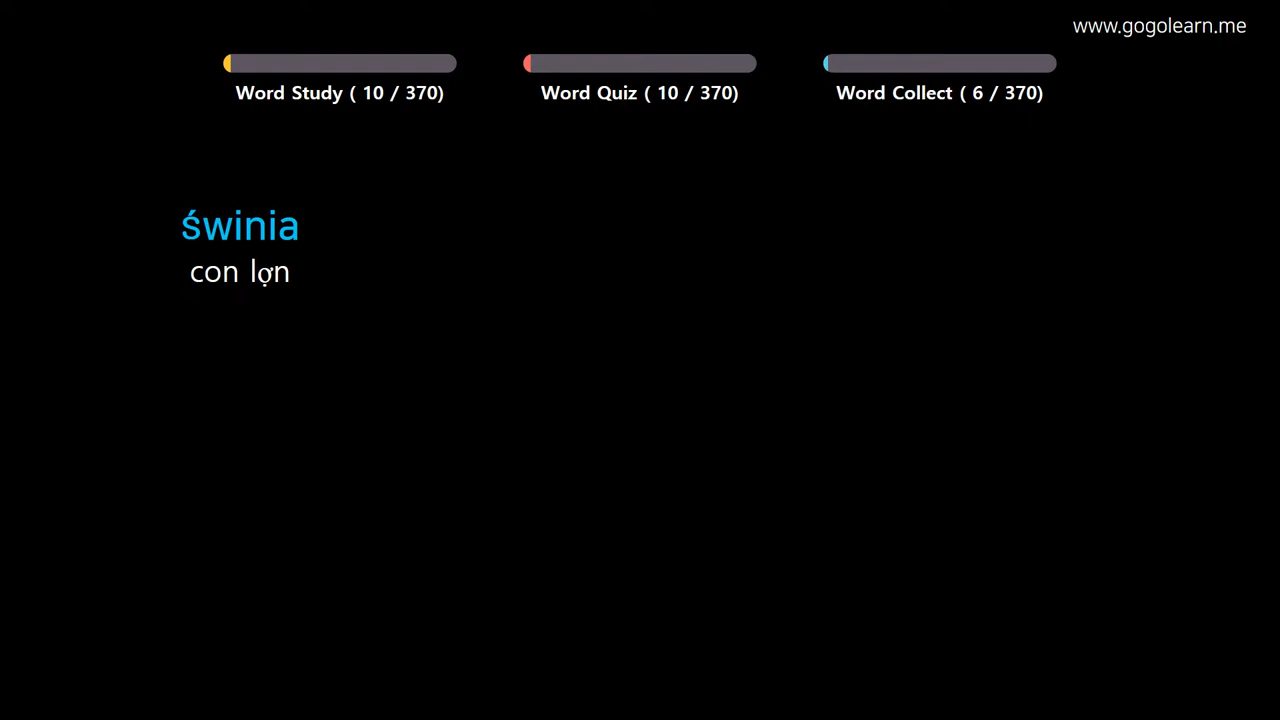 www.gogolearn.me
Word Study ( 10 / 370)
Word Quiz ( 10 / 370)
Word Collect ( 6 / 370)
świnia
con lợn